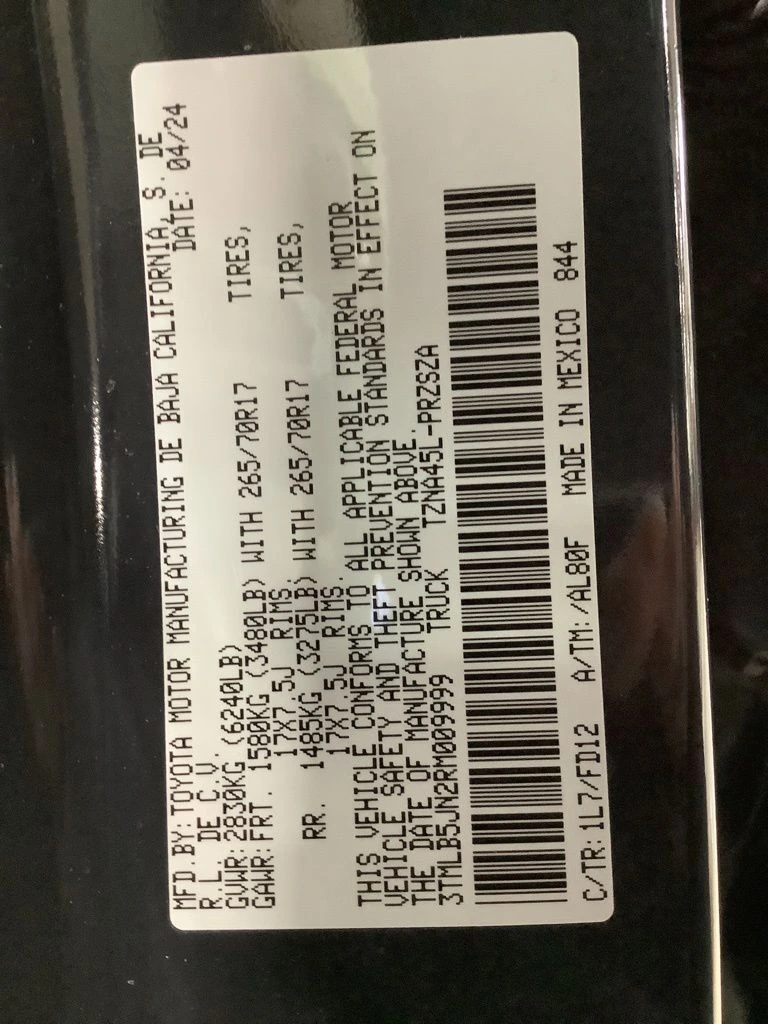 MFD.BY:TOYOTA MOTOR MANUFACTURING DE BAJA CALIFORNIA, S. DE
R.L. DE C.V. DATE: 04/24
GVWR:2830KG (6240LB)
GAWR:FRT. 1580KG (3480LB) WITH 265/70R17 TIRES,
17X7.5J RIMS.
RR. 1485KG (3275LB) WITH 265/70R17 TIRES,
17X7.5J RIMS.
THIS VEHICLE CONFORMS TO ALL APPLICABLE FEDERAL MOTOR
VEHICLE SAFETY AND THEFT PREVENTION STANDARDS IN EFFECT ON
THE DATE OF MANUFACTURE SHOWN ABOVE.
3TMLB5JN2RM009999 TRUCK TZNA45L-PRZSZA
C/TR:1L7/FD12 A/TM:/AL80F MADE IN MEXICO 844